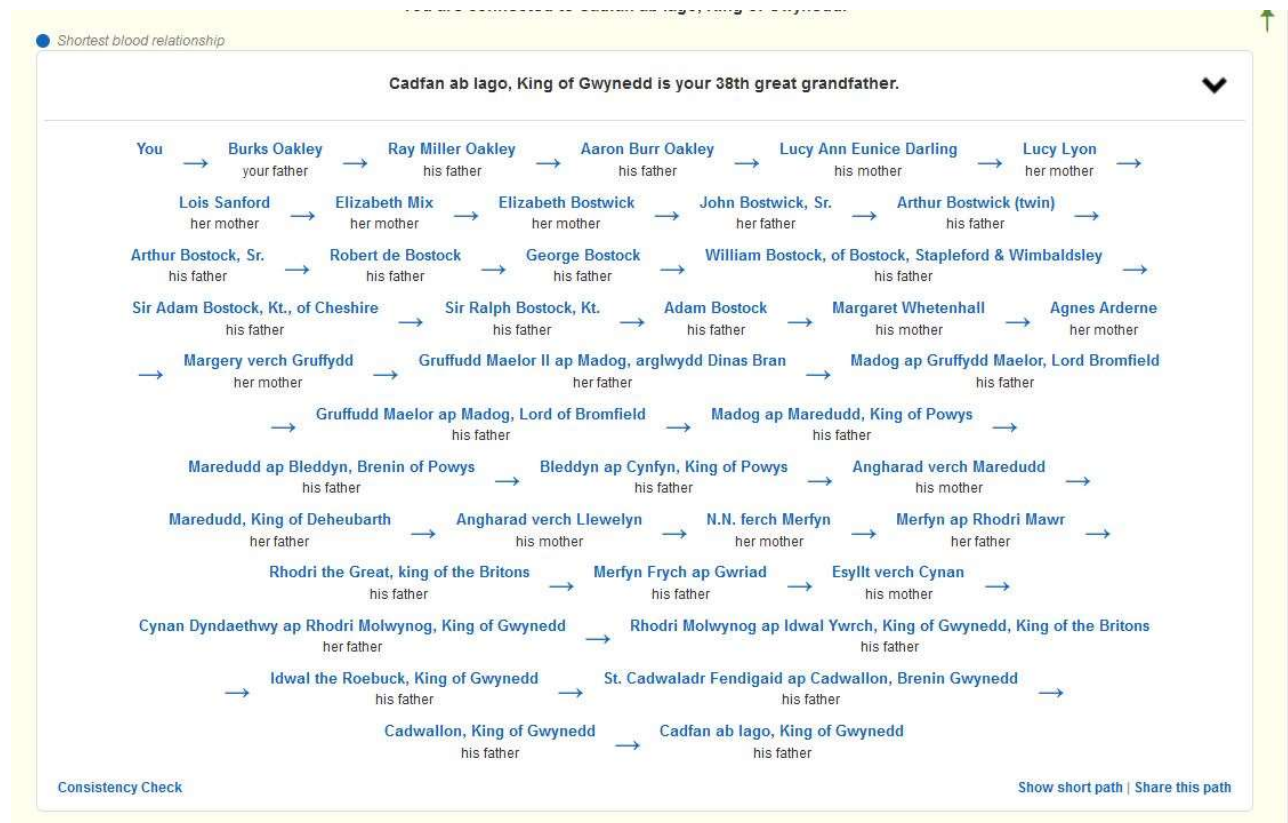 You are connected to Cadfan ab Iago, King of Gwynedd.
Shortest blood relationship
Cadfan ab Iago, King of Gwynedd is your 38th great grandfather.
You → Burks Oakley → Ray Miller Oakley → Aaron Burr Oakley → Lucy Ann Eunice Darling → Lucy Lyon →
your father his father his father his mother her mother
Lois Sanford → Elizabeth Mix → Elizabeth Bostwick → John Bostwick, Sr. → Arthur Bostwick (twin) →
her mother her mother her mother her father his father
Arthur Bostock, Sr. → Robert de Bostock → George Bostock → William Bostock, of Bostock, Stapleford & Wimbaldsley →
his father his father his father his father
Sir Adam Bostock, Kt., of Cheshire → Sir Ralph Bostock, Kt. → Adam Bostock → Margaret Whetenhall → Agnes Arderne
his father his father his father his mother her mother
→ Margery verch Gruffydd → Gruffudd Maelor II ap Madog, arglwydd Dinas Bran → Madog ap Gruffydd Maelor, Lord Bromfield
her mother her father his father
→ Gruffudd Maelor ap Madog, Lord of Bromfield → Madog ap Maredudd, King of Powys →
his father his father
Maredudd ap Bleddyn, Brenin of Powys → Bleddyn ap Cynfyn, King of Powys → Angharad verch Maredudd →
his father his father his mother
Maredudd, King of Deheubarth → Angharad verch Llewelyn → N.N. ferch Merfyn → Merfyn ap Rhodri Mawr →
her father his mother her mother her father
Rhodri the Great, king of the Britons → Merfyn Frych ap Gwriad → Esyllt verch Cynan →
his father his father his mother
Cynan Dyndaethwy ap Rhodri Molwynog, King of Gwynedd → Rhodri Molwynog ap Idwal Ywrch, King of Gwynedd, King of the Britons
her father his father
→ Idwal the Roebuck, King of Gwynedd → St. Cadwaladr Fendigaid ap Cadwallon, Brenin Gwynedd →
his father his father
Cadwallon, King of Gwynedd → Cadfan ab Iago, King of Gwynedd
his father his father
Consistency Check Show short path | Share this path